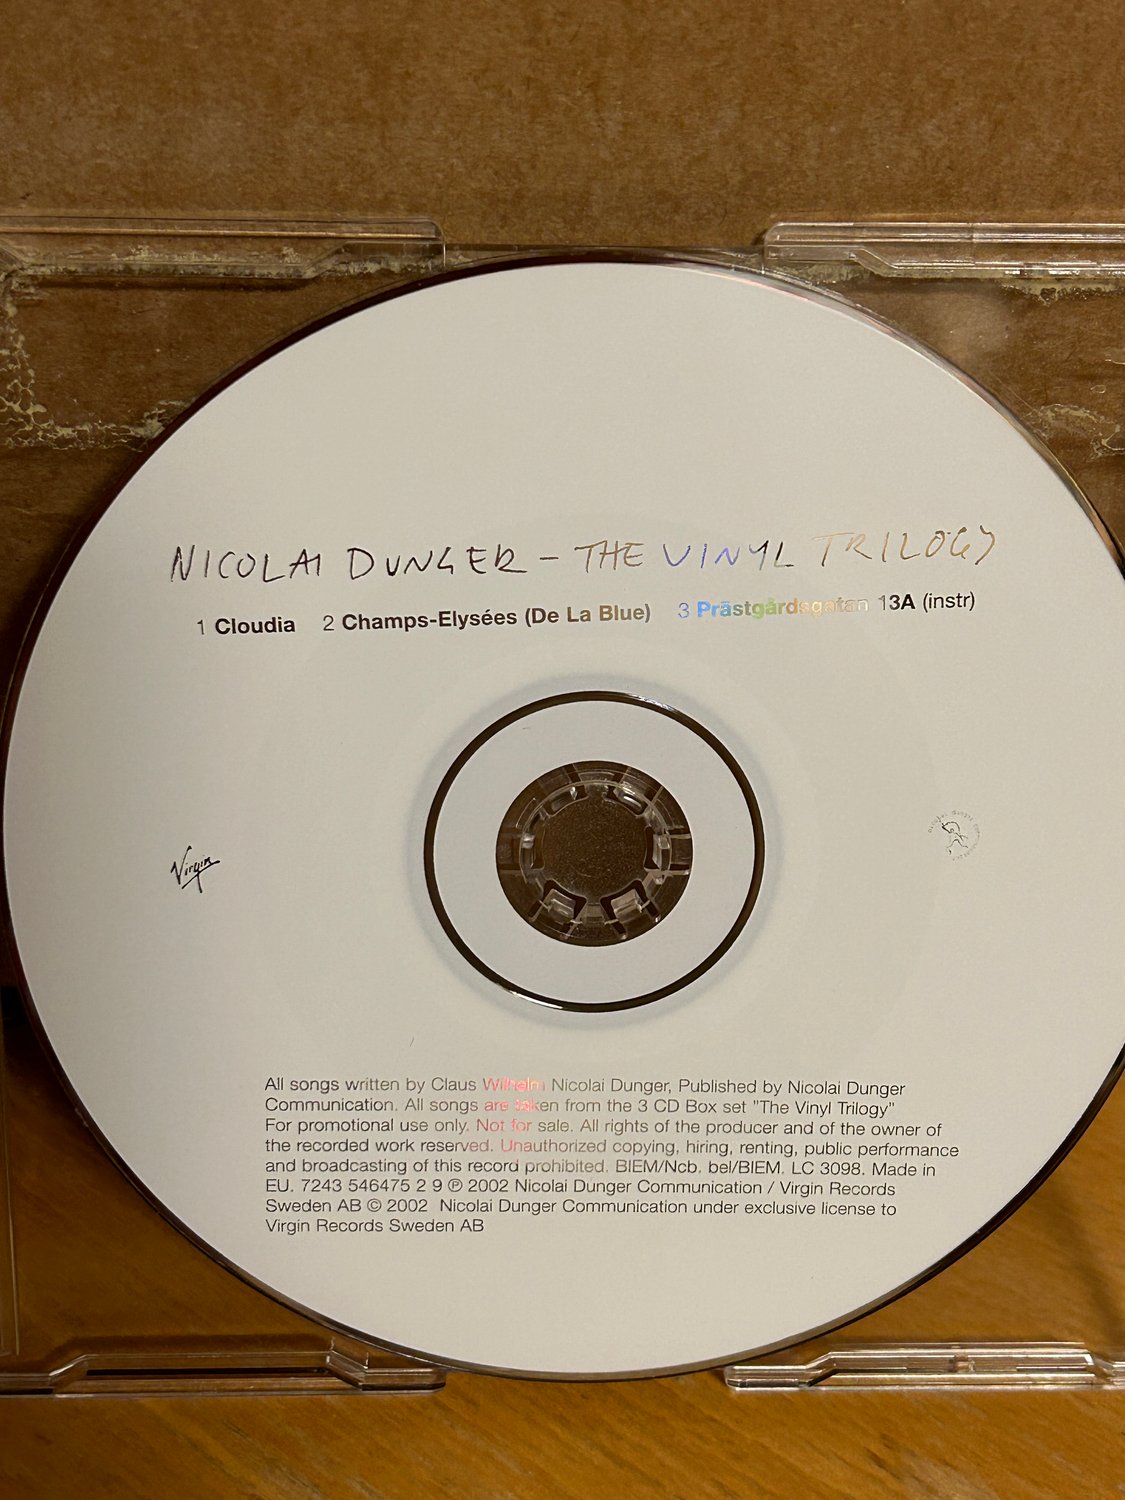 NICOLAI DUNGER – THE VINYL TRILOGY
1 Cloudia 2 Champs-Elysées (De La Blue) 3 Prästgårdsgatan 13A (instr)
Virgin
All songs written by Claus Wilhelm Nicolai Dunger, Published by Nicolai Dunger
Communication. All songs are taken from the 3 CD Box set "The Vinyl Trilogy"
For promotional use only. Not for sale. All rights of the producer and of the owner of
the recorded work reserved. Unauthorized copying, hiring, renting, public performance
and broadcasting of this record prohibited. BIEM/Ncb. bel/BIEM. LC 3098. Made in
EU. 7243 546475 2 9 ℗ 2002 Nicolai Dunger Communication / Virgin Records
Sweden AB © 2002 Nicolai Dunger Communication under exclusive license to
Virgin Records Sweden AB